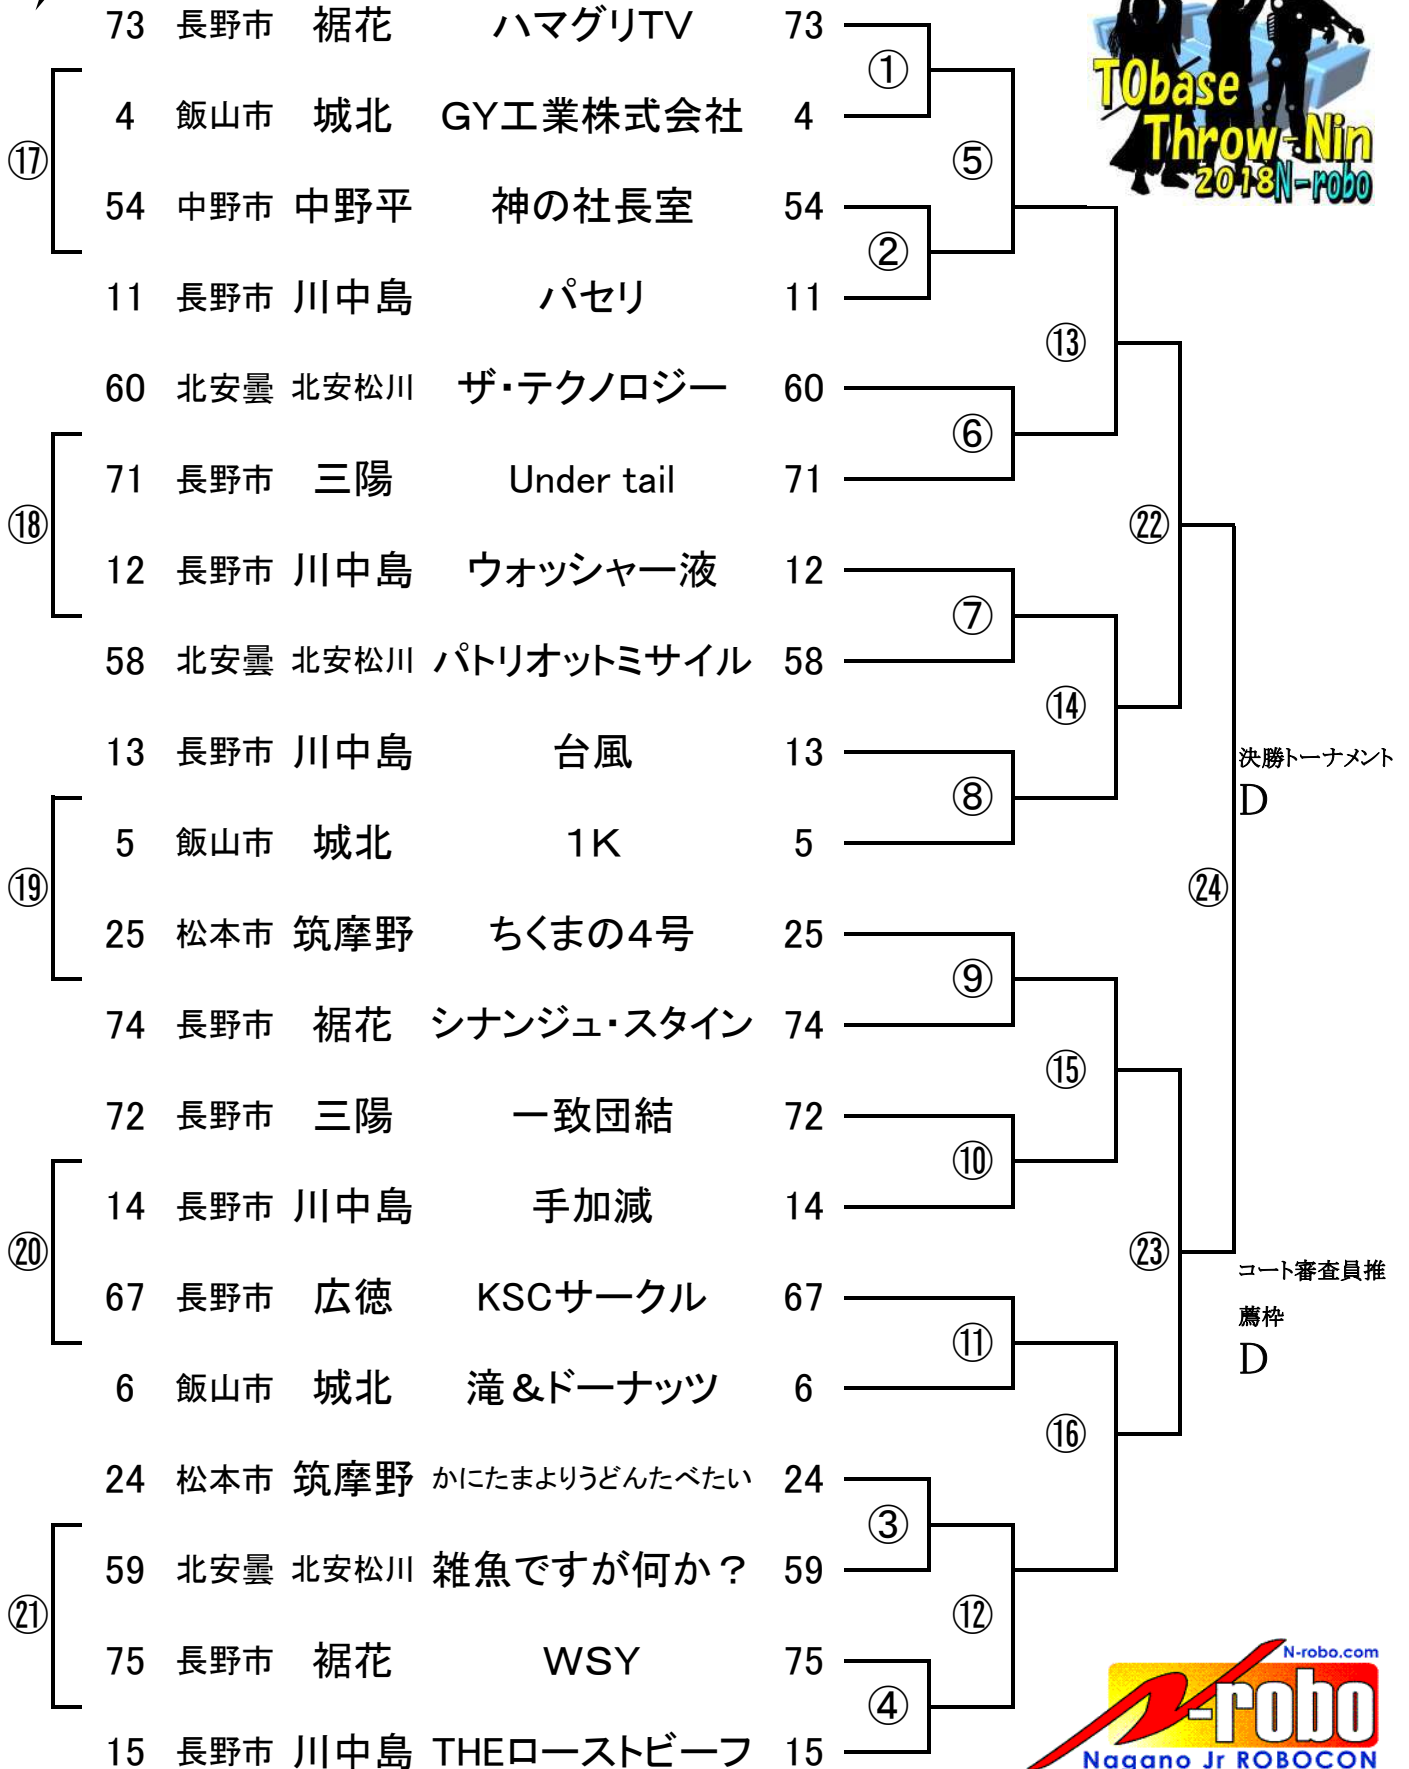 73 長野市 裾花 ハマグリTV 73
①
4 飯山市 城北 GY工業株式会社 4
⑰
⑤
54 中野市 中野平 神の社長室 54
②
11 長野市 川中島 パセリ 11
⑬
60 北安曇 北安松川 ザ・テクノロジー 60
⑥
71 長野市 三陽 Under tail 71
⑱
㉒
12 長野市 川中島 ウォッシャー液 12
⑦
58 北安曇 北安松川 パトリオットミサイル 58
⑭
13 長野市 川中島 台風 13
⑧
5 飯山市 城北 1K 5
⑲
㉔
25 松本市 筑摩野 ちくまの4号 25
⑨
74 長野市 裾花 シナンジュ・スタイン 74
⑮
72 長野市 三陽 一致団結 72
⑩
14 長野市 川中島 手加減 14
⑳
㉓
67 長野市 広徳 KSCサークル 67
⑪
6 飯山市 城北 滝&ドーナッツ 6
⑯
24 松本市 筑摩野 かにたまよりうどんたべたい 24
③
59 北安曇 北安松川 雑魚ですが何か? 59
㉑
⑫
75 長野市 裾花 WSY 75
④
15 長野市 川中島 THEローストビーフ 15
TObase
Throw-Nin
2018N-robo
決勝トーナメント
D
コート審査員推
薦枠
D
N-robo.com
N-robo
Nagano Jr ROBOCON